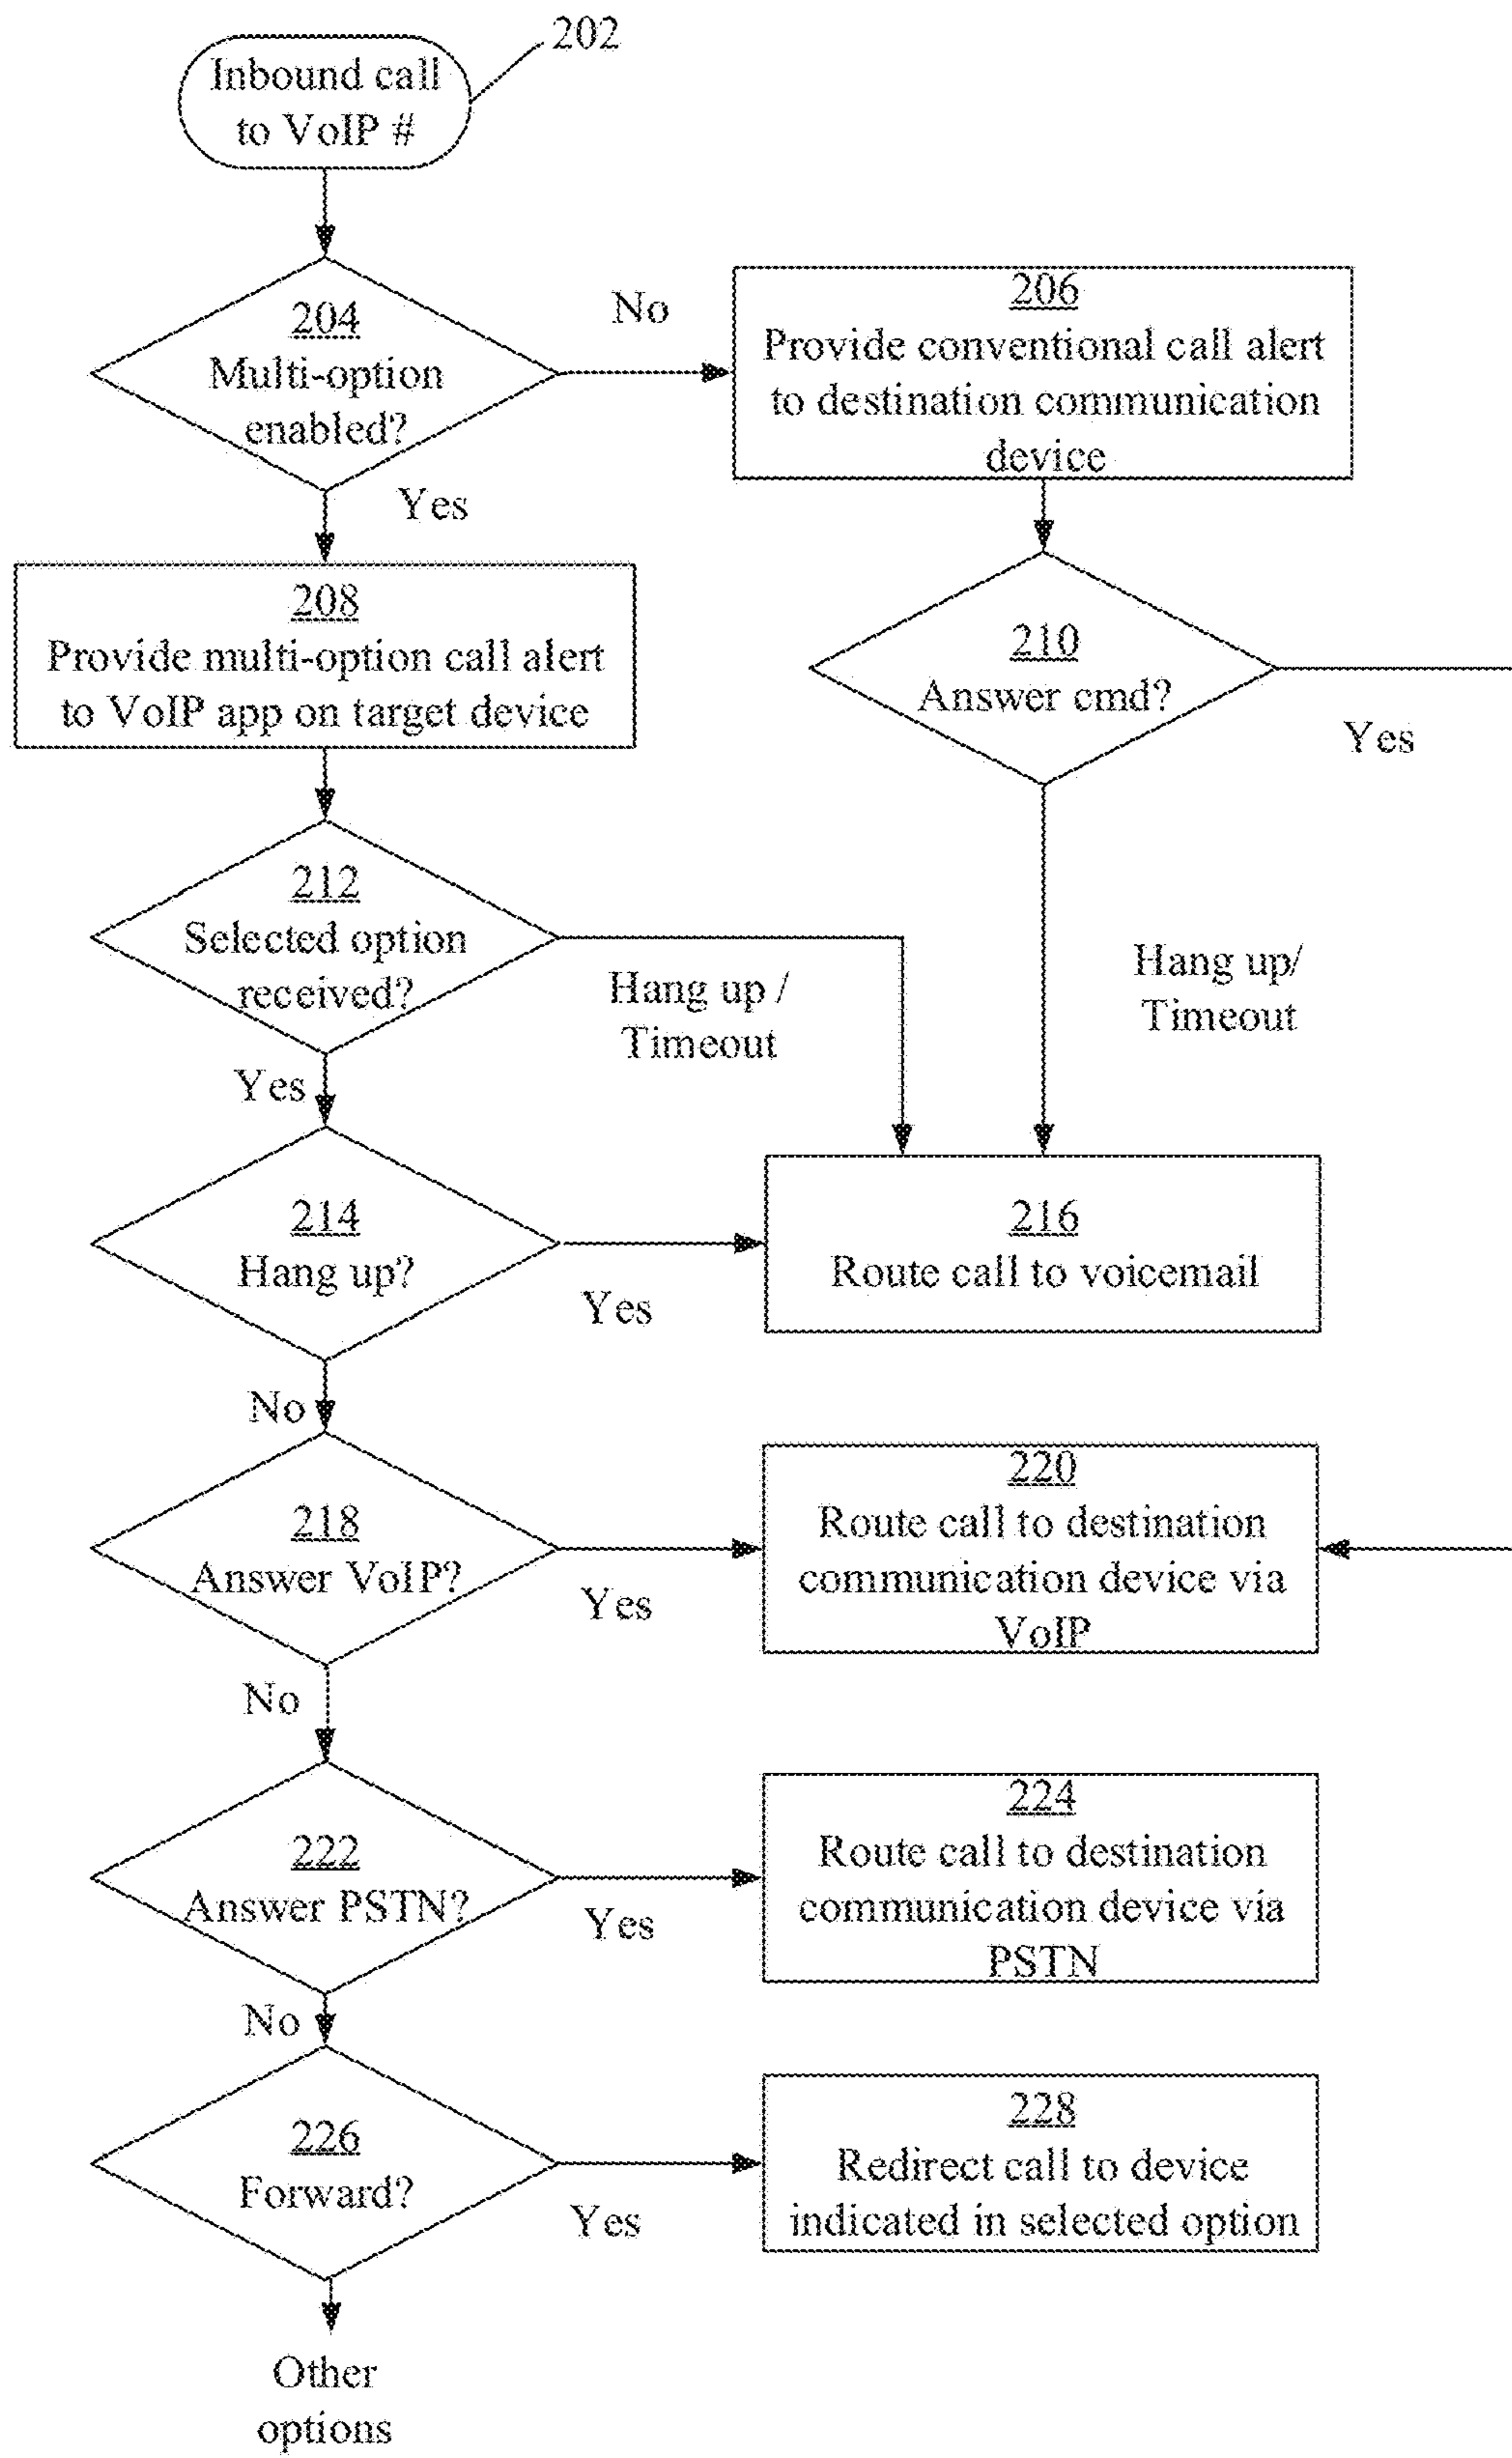 202
Inbound call
to VoIP #
204
Multi-option
enabled?
No
206
Provide conventional call alert
to destination communication
device
Yes
208
Provide multi-option call alert
to VoIP app on target device
210
Answer cmd?
Yes
212
Selected option
received?
Hang up /
Timeout
Hang up/
Timeout
Yes
214
Hang up?
Yes
216
Route call to voicemail
No
218
Answer VoIP?
Yes
220
Route call to destination
communication device via
VoIP
No
222
Answer PSTN?
Yes
224
Route call to destination
communication device via
PSTN
No
226
Forward?
Yes
228
Redirect call to device
indicated in selected option
Other
options